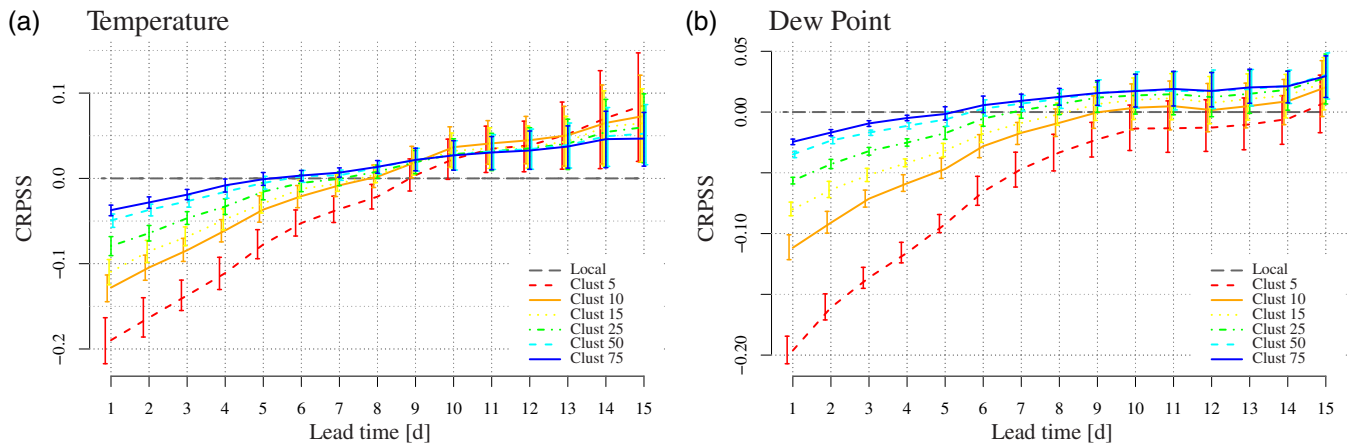 (a) Temperature
CRPSS
0.1
0.0
−0.1
−0.2
Local
Clust 5
Clust 10
Clust 15
Clust 25
Clust 50
Clust 75
1 2 3 4 5 6 7 8 9 10 11 12 13 14 15
Lead time [d]
(b) Dew Point
CRPSS
0.05
0.00
−0.10
−0.20
Local
Clust 5
Clust 10
Clust 15
Clust 25
Clust 50
Clust 75
1 2 3 4 5 6 7 8 9 10 11 12 13 14 15
Lead time [d]